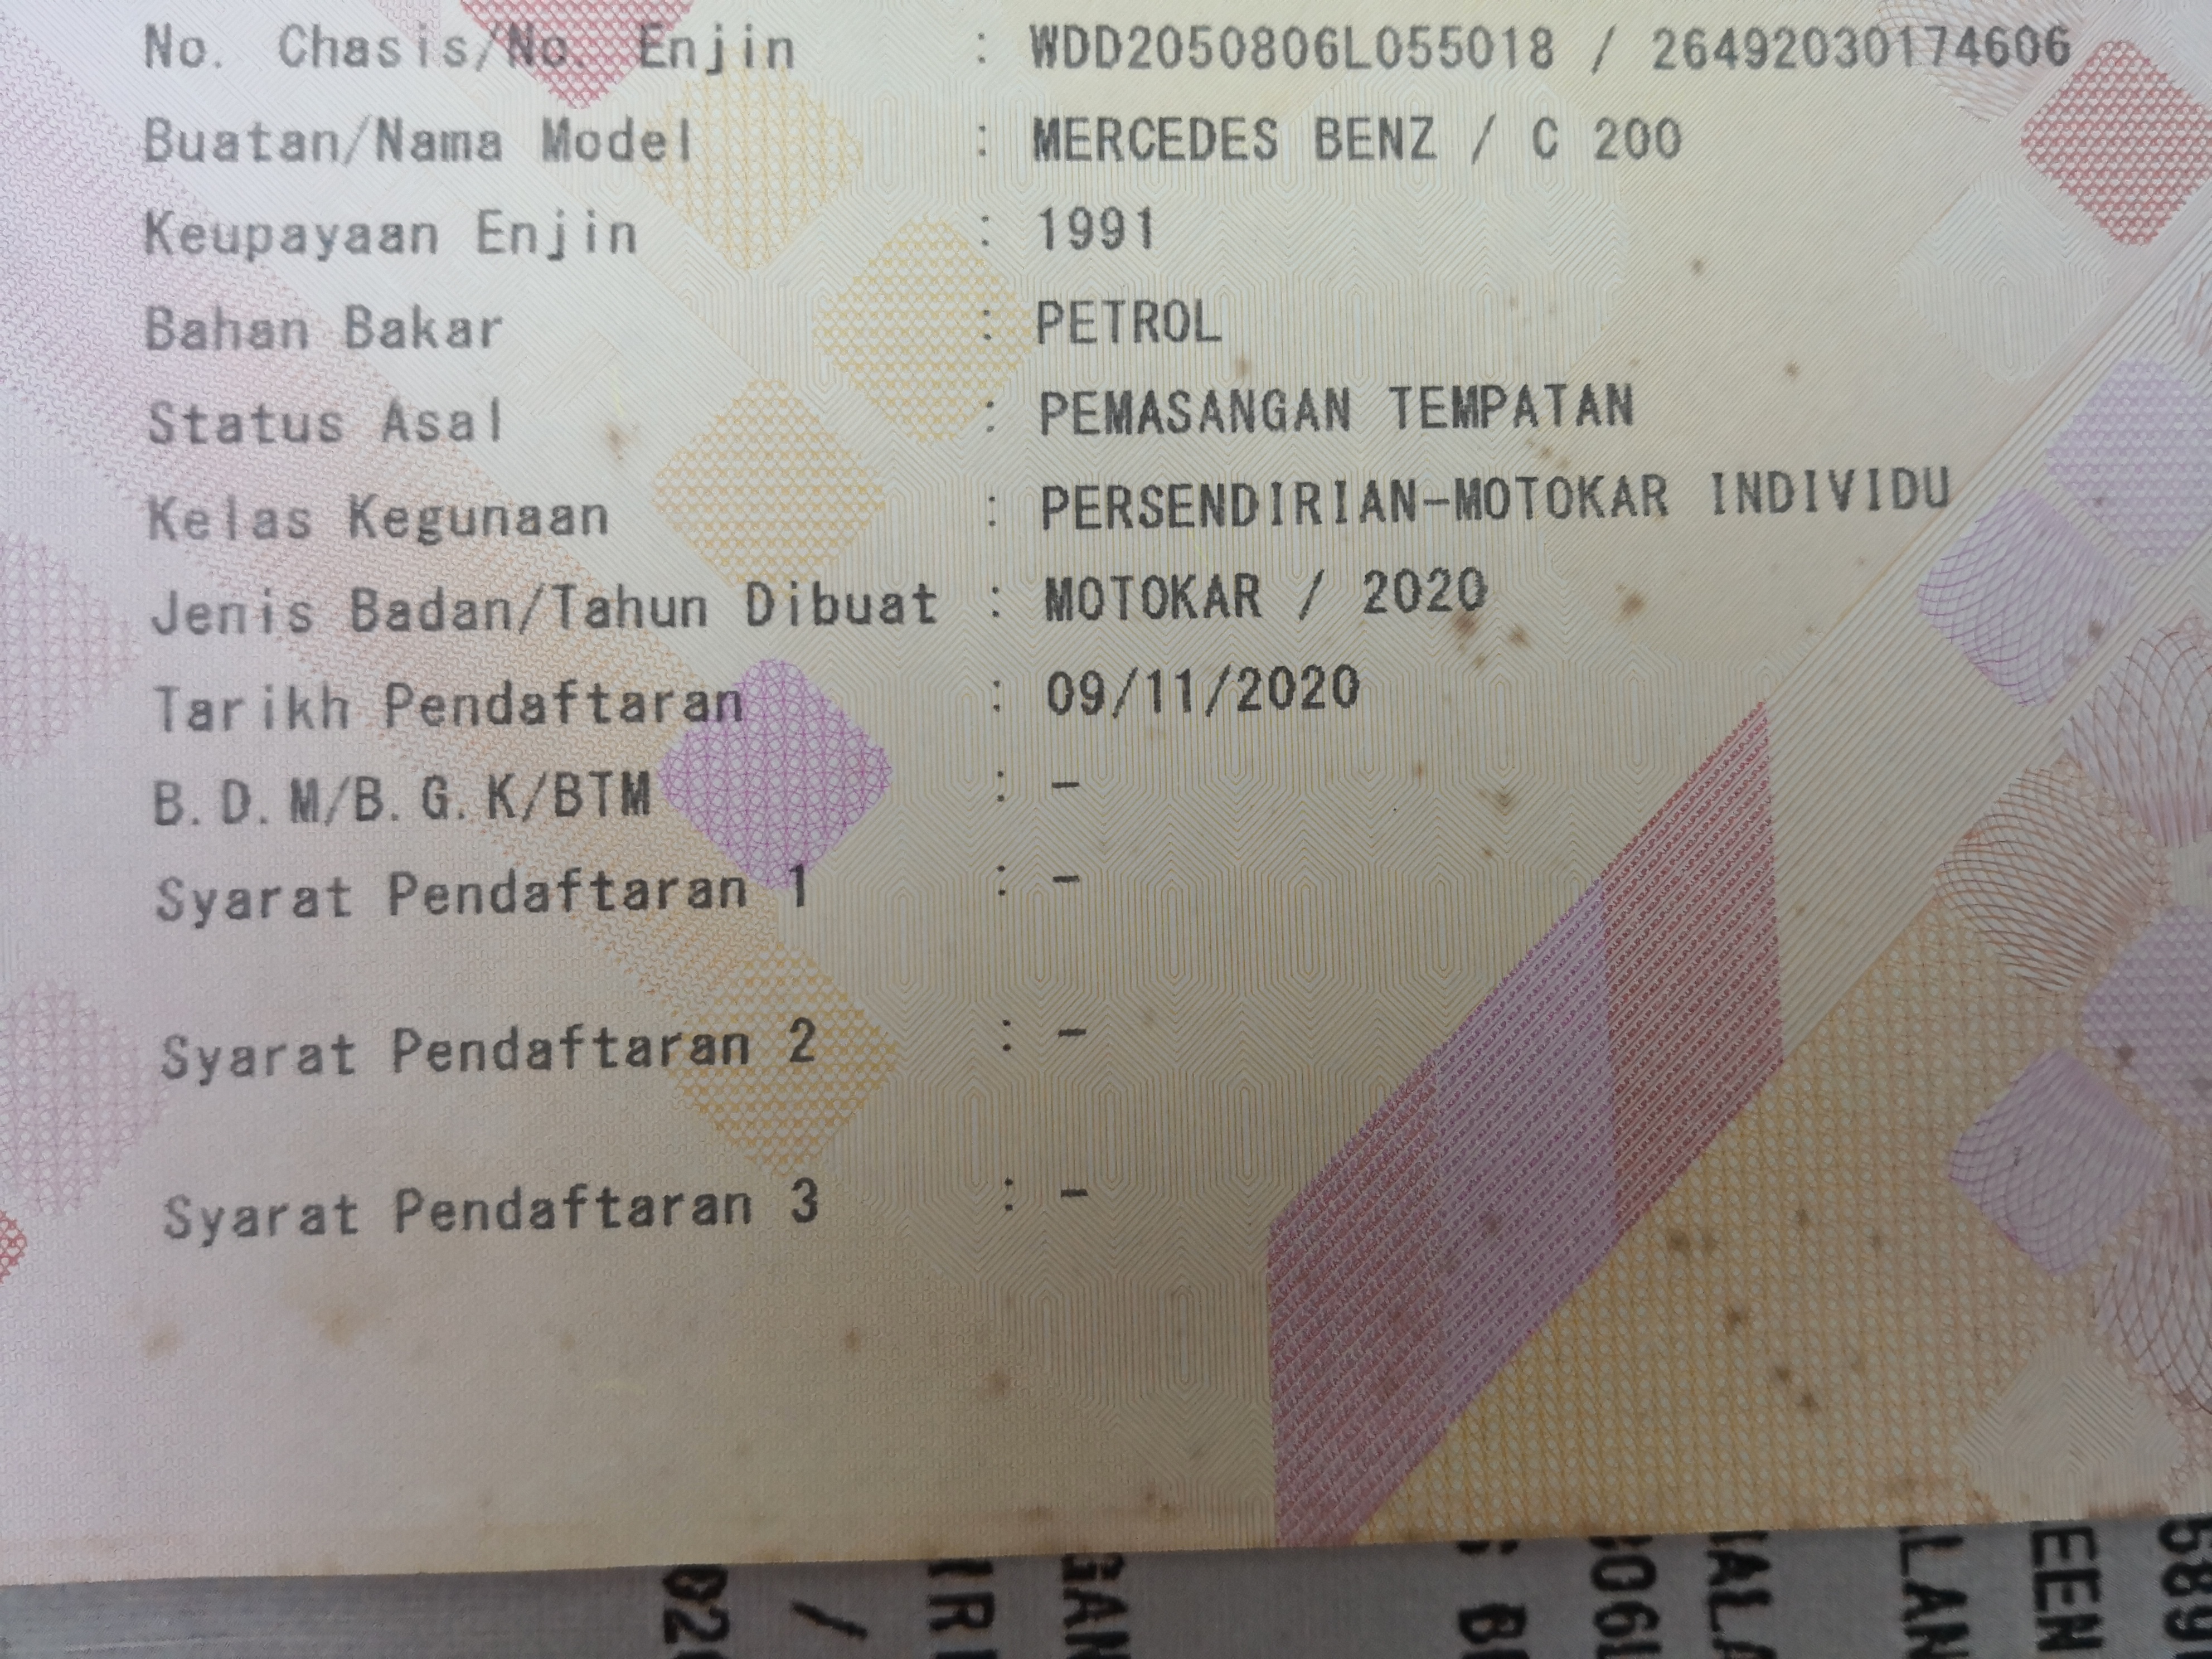 No. Chasis/No. Enjin : WDD2050806L055018 / 26492030174606
Buatan/Nama Model : MERCEDES BENZ / C 200
Keupayaan Enjin : 1991
Bahan Bakar : PETROL
Status Asal : PEMASANGAN TEMPATAN
Kelas Kegunaan : PERSENDIRIAN-MOTOKAR INDIVIDU
Jenis Badan/Tahun Dibuat : MOTOKAR / 2020
Tarikh Pendaftaran : 09/11/2020
B.D.M/B.G.K/BTM : -
Syarat Pendaftaran 1 : -
Syarat Pendaftaran 2 : -
Syarat Pendaftaran 3 : -